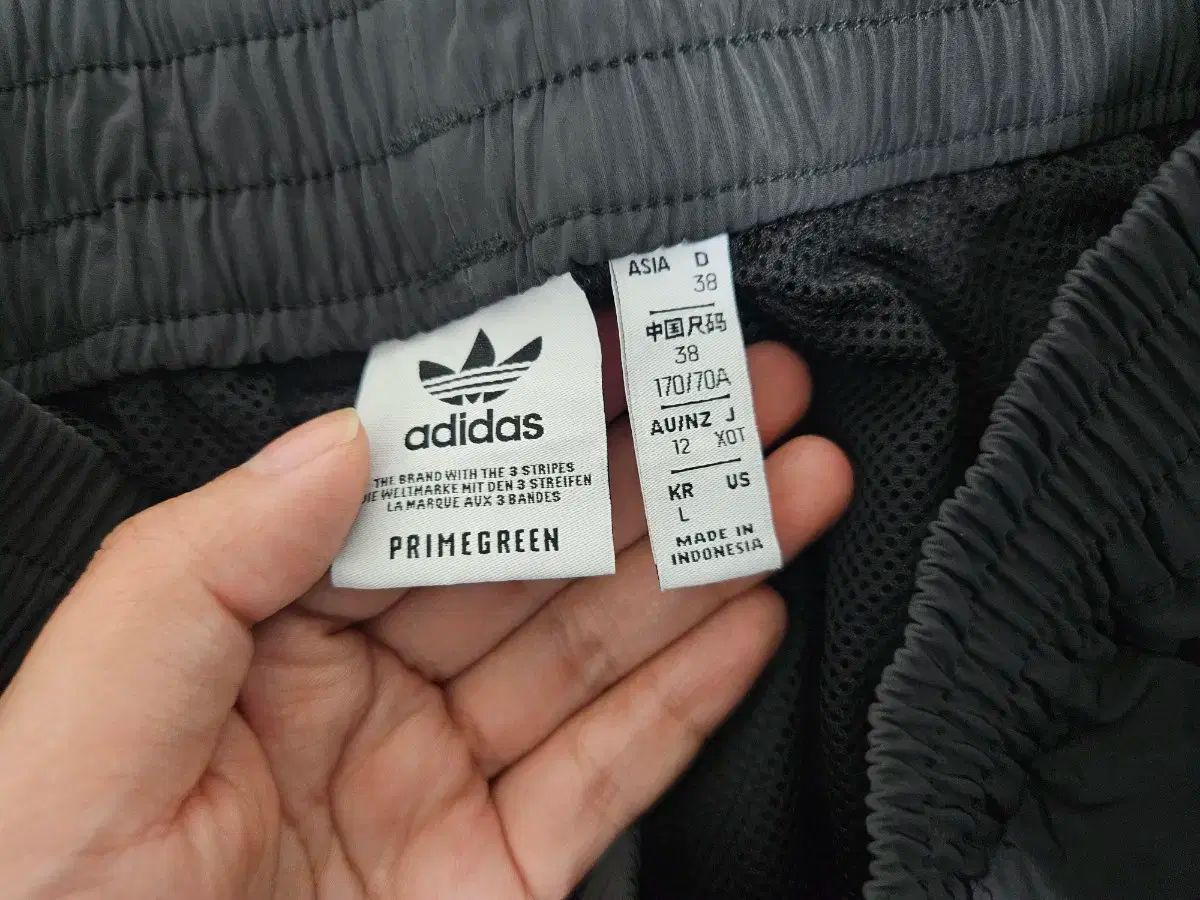 adidas
THE BRAND WITH THE 3 STRIPES
DIE WELTMARKE MIT DEN 3 STREIFEN
LA MARQUE AUX 3 BANDES
PRIMEGREEN
ASIA D
38
中国尺码
38
170/70A
AU/NZ J
12 XOT
KR US
L
MADE IN
INDONESIA